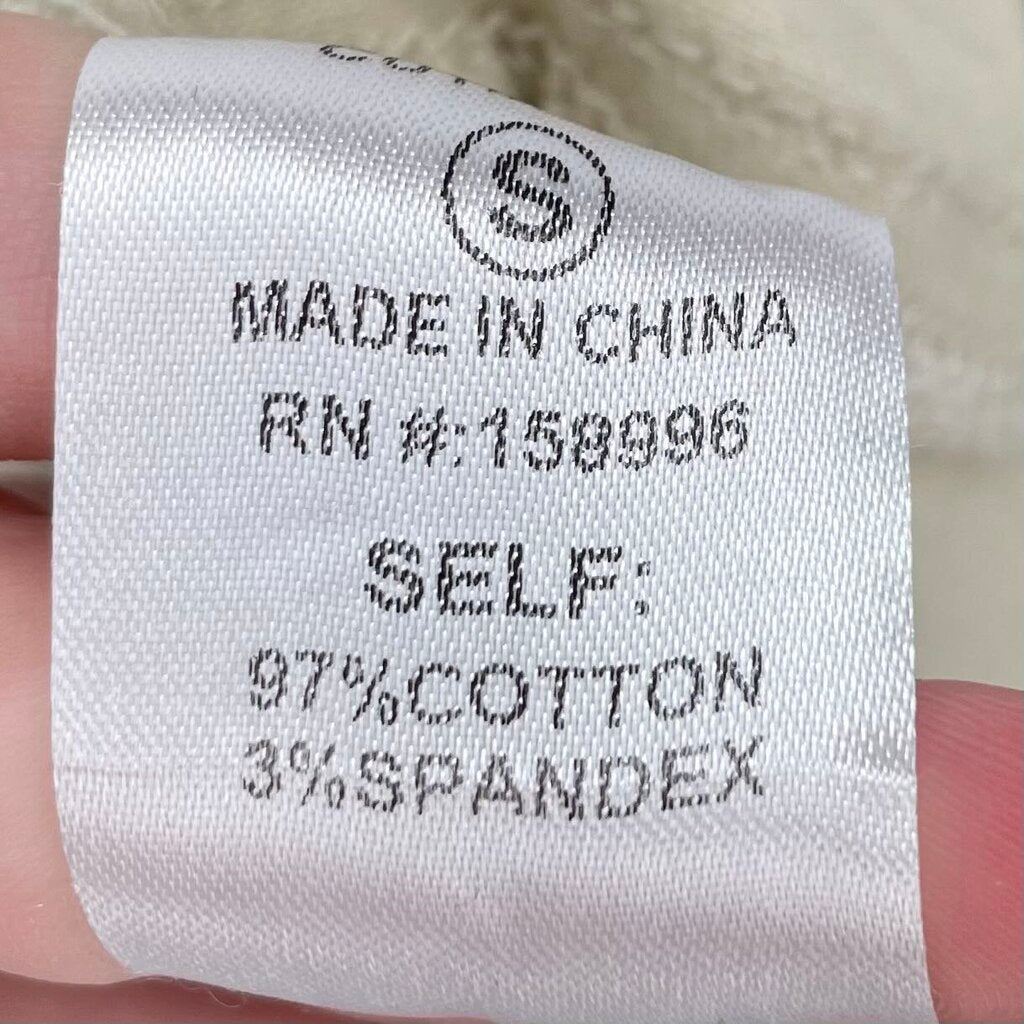 S
MADE IN CHINA
RN #:158996
SELF:
97%COTTON
3%SPANDEX